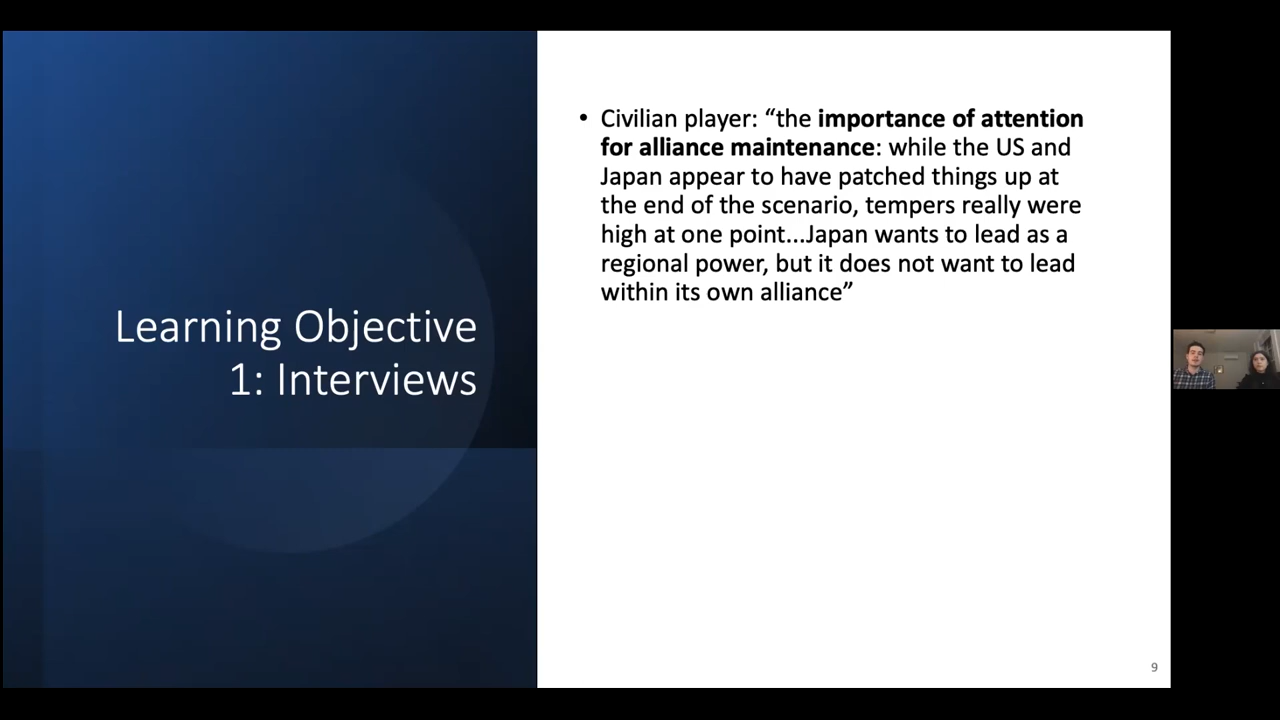 Learning Objective
1: Interviews
• Civilian player: “the importance of attention
for alliance maintenance: while the US and
Japan appear to have patched things up at
the end of the scenario, tempers really were
high at one point...Japan wants to lead as a
regional power, but it does not want to lead
within its own alliance”
9